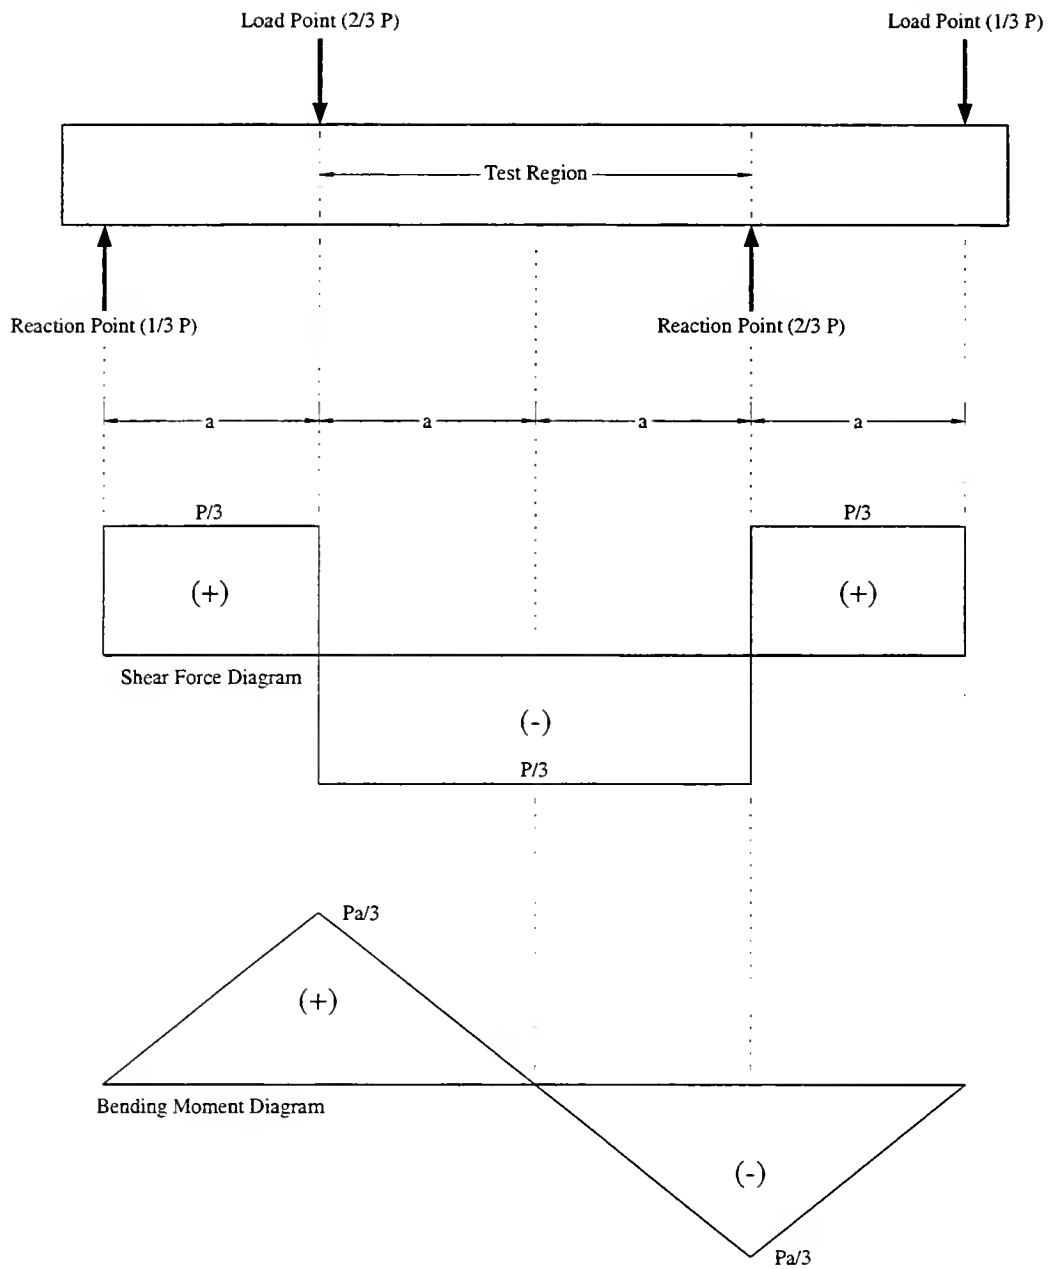 Load Point (2/3 P)
Load Point (1/3 P)
Test Region
Reaction Point (1/3 P)
Reaction Point (2/3 P)
a
a
a
a
P/3
P/3
(+)
(+)
Shear Force Diagram
(-)
P/3
Pa/3
(+)
Bending Moment Diagram
(-)
Pa/3